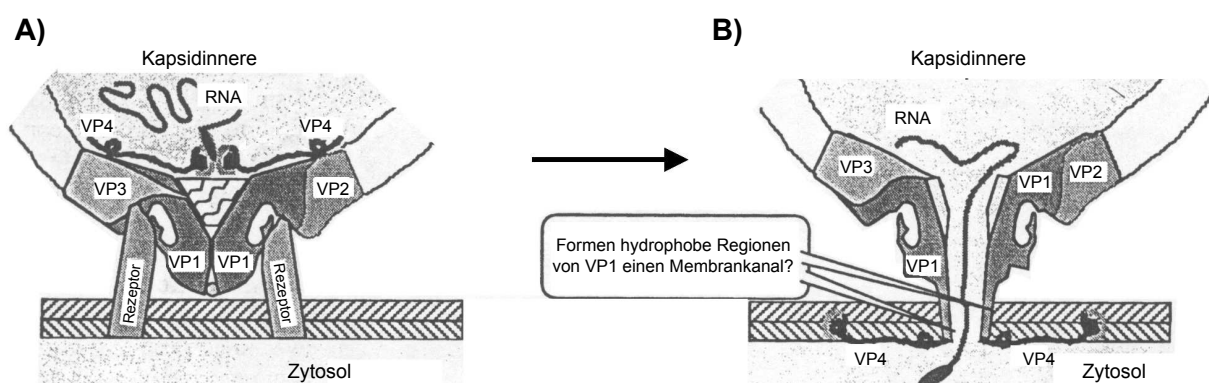 A)
Kapsidinnere
RNA
VP4
VP4
VP3
VP2
VP1
VP1
Rezeptor
Rezeptor
Zytosol
B)
Kapsidinnere
RNA
VP3
VP1
VP2
VP1
Formen hydrophobe Regionen
von VP1 einen Membrankanal?
VP4
VP4
Zytosol